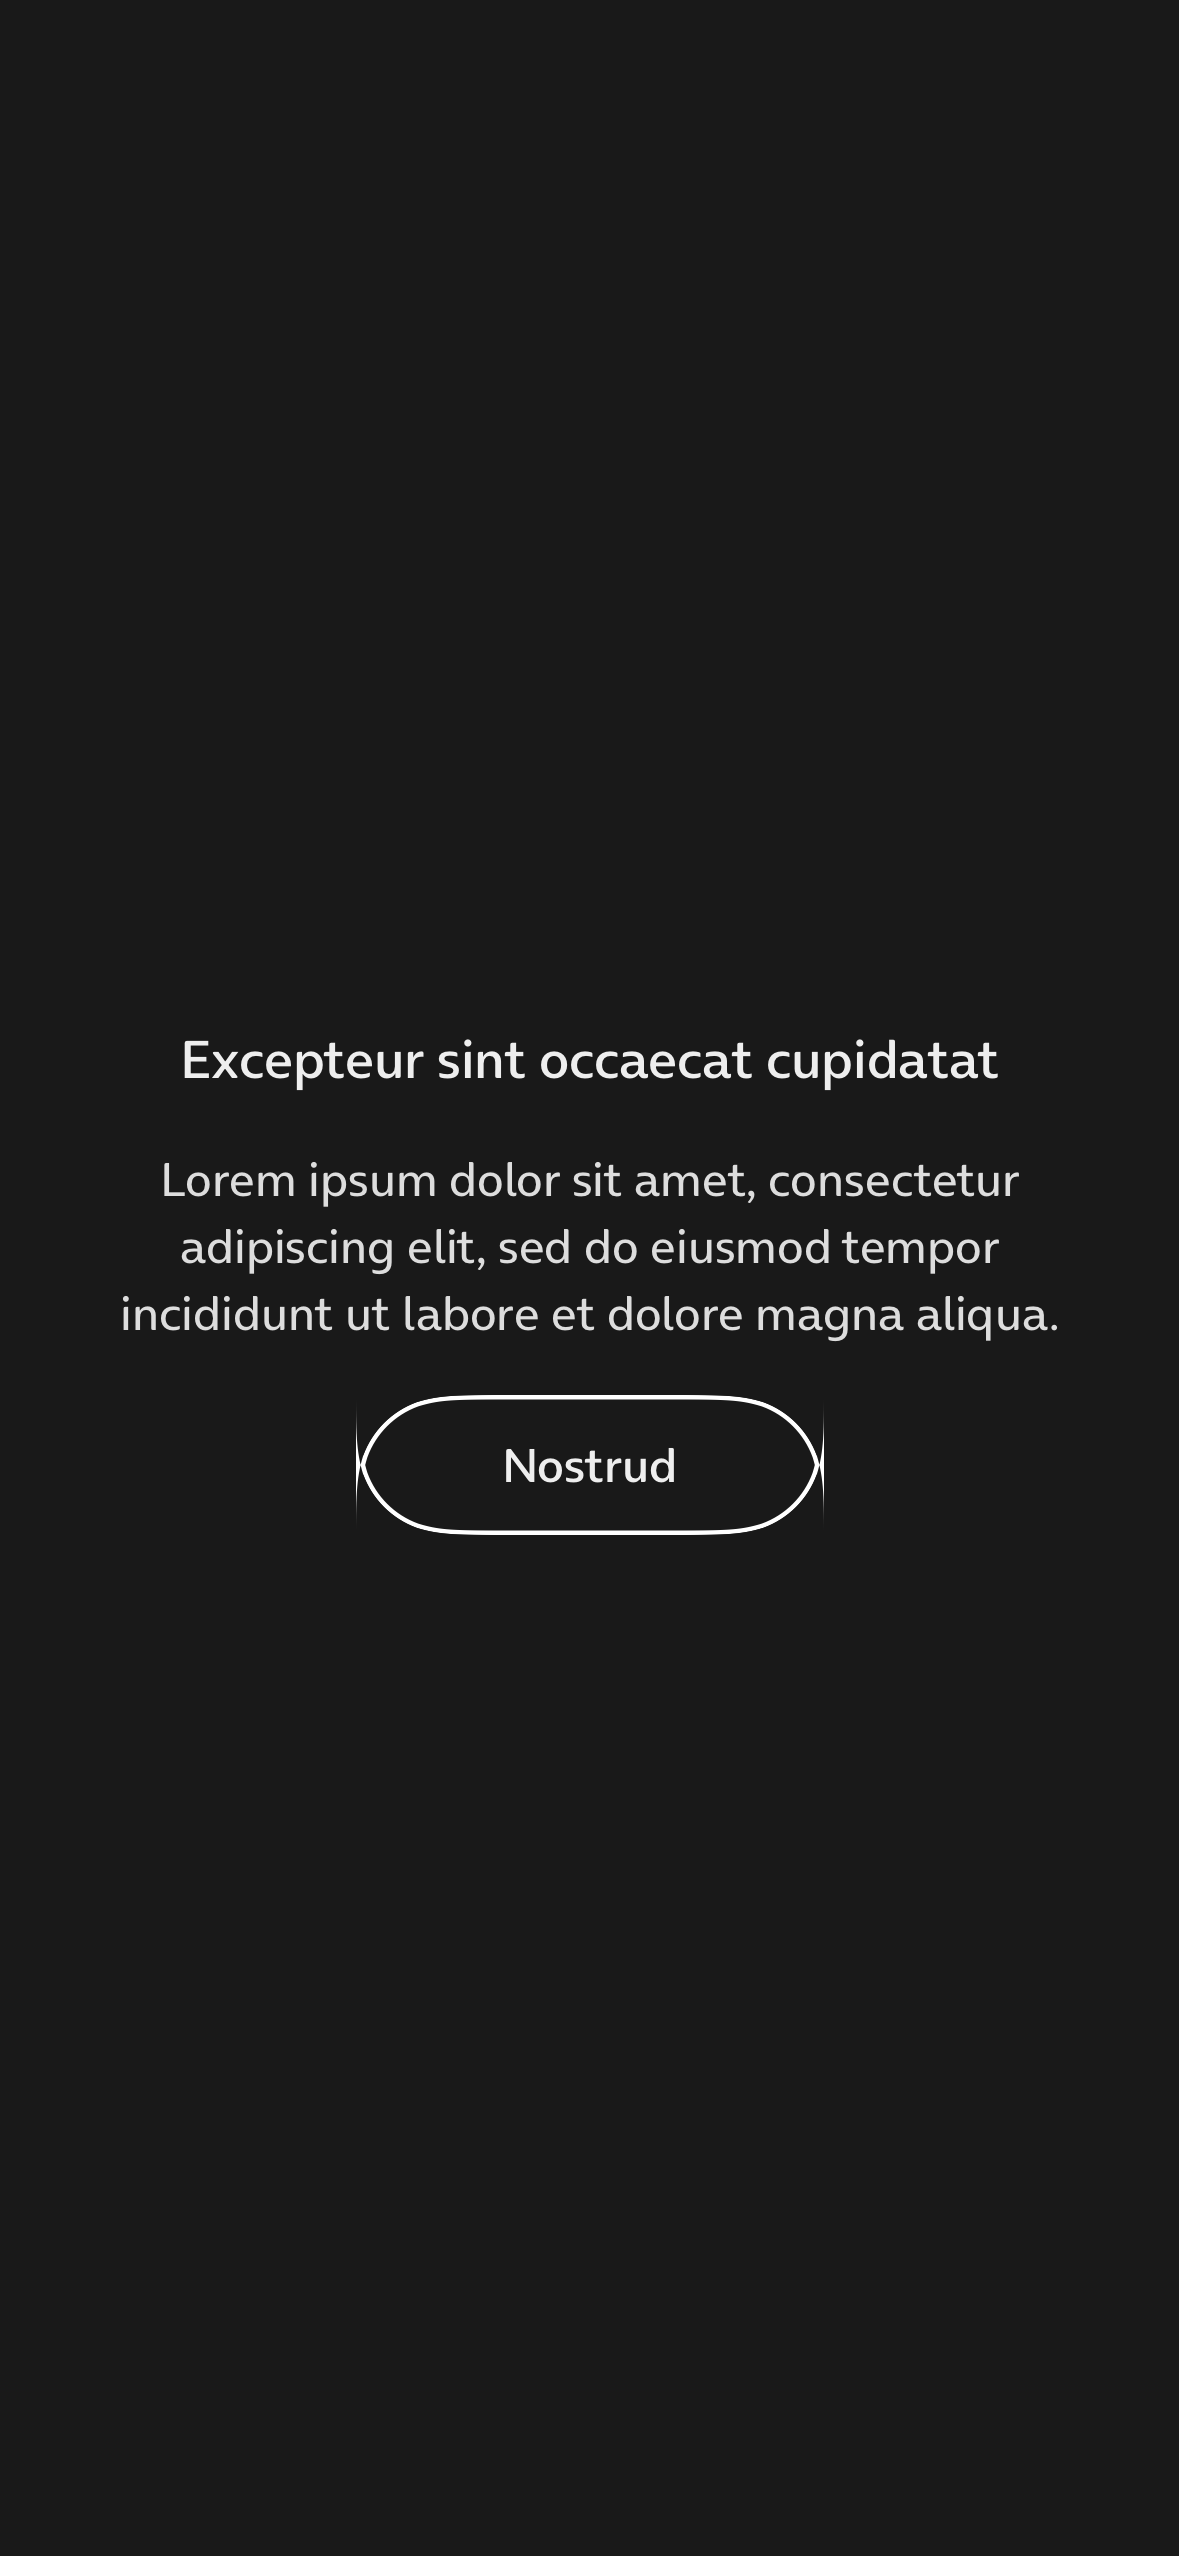 Excepteur sint occaecat cupidatat
Lorem ipsum dolor sit amet, consectetur
adipiscing elit, sed do eiusmod tempor
incididunt ut labore et dolore magna aliqua.
Nostrud